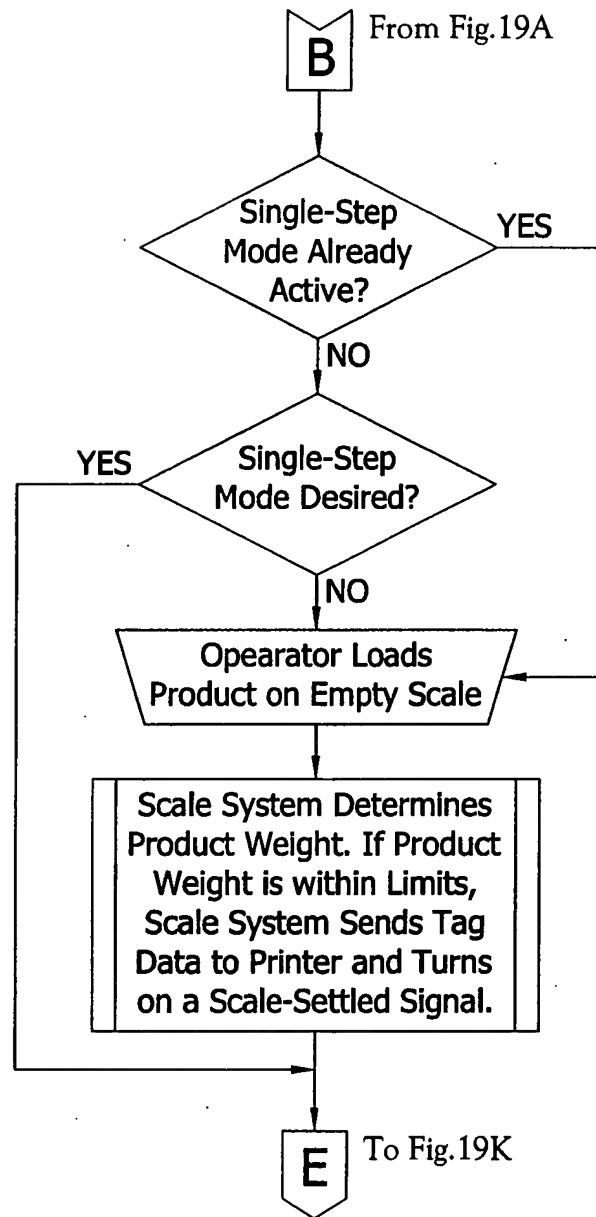 From Fig.19A
B
Single-Step
Mode Already
Active?
YES
NO
YES
Single-Step
Mode Desired?
NO
Opearator Loads
Product on Empty Scale
Scale System Determines
Product Weight. If Product
Weight is within Limits,
Scale System Sends Tag
Data to Printer and Turns
on a Scale-Settled Signal.
E
To Fig.19K